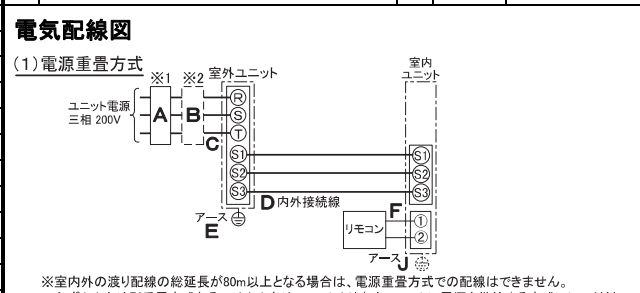 電気配線図
(1)電源重畳方式
※1 ※2 室外ユニット 室内
ユニット
ユニット電源
三相 200V
A B C
R
S
T
S1 S1
S2 S2
S3 S3
D 内外接続線
アース
E
F
リモコン ① ②
アース J
※室内外の渡り配線の総延長が80m以上となる場合は、電源重畳方式での配線はできません。